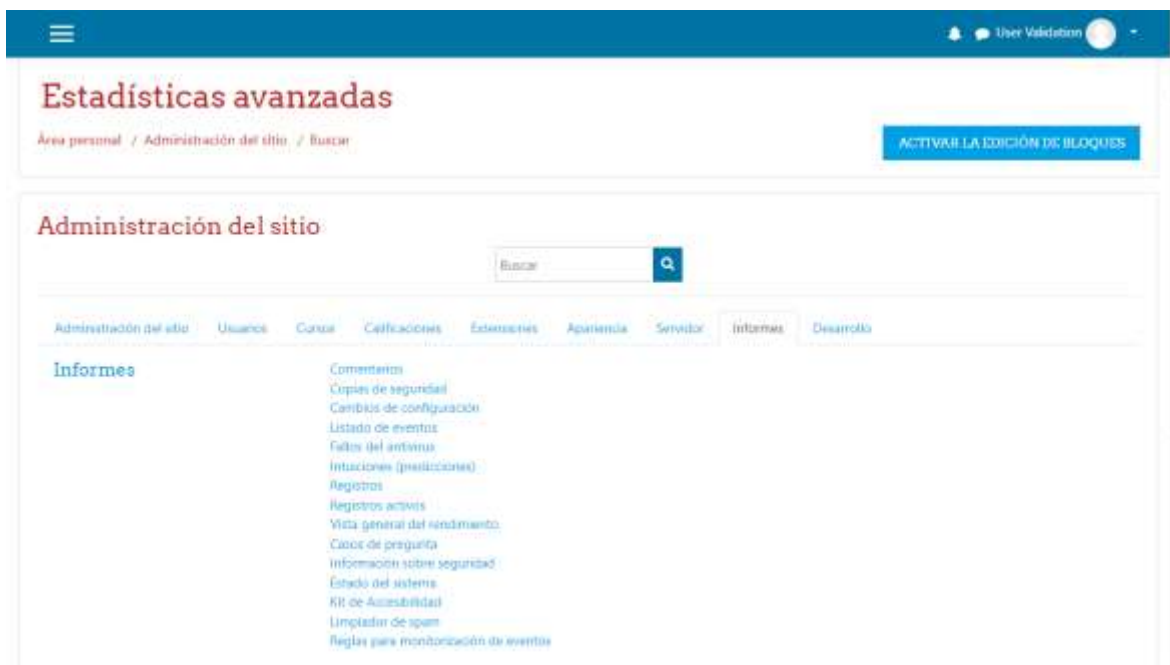 User Validation
Estadísticas avanzadas
Área personal / Administración del sitio / Buscar
ACTIVAR LA EDICIÓN DE BLOQUES
Administración del sitio
Buscar
Administración del sitio Usuarios Cursos Calificaciones Extensiones Apariencia Servidor Informes Desarrollo
Informes
Comentarios
Copias de seguridad
Cambios de configuración
Listado de eventos
Fallos del antivirus
Intuiciones (predicciones)
Registros
Registros activos
Vista general del rendimiento
Casos de pregunta
Información sobre seguridad
Estado del sistema
Kit de Accesibilidad
Limpiador de spam
Reglas para monitorización de eventos